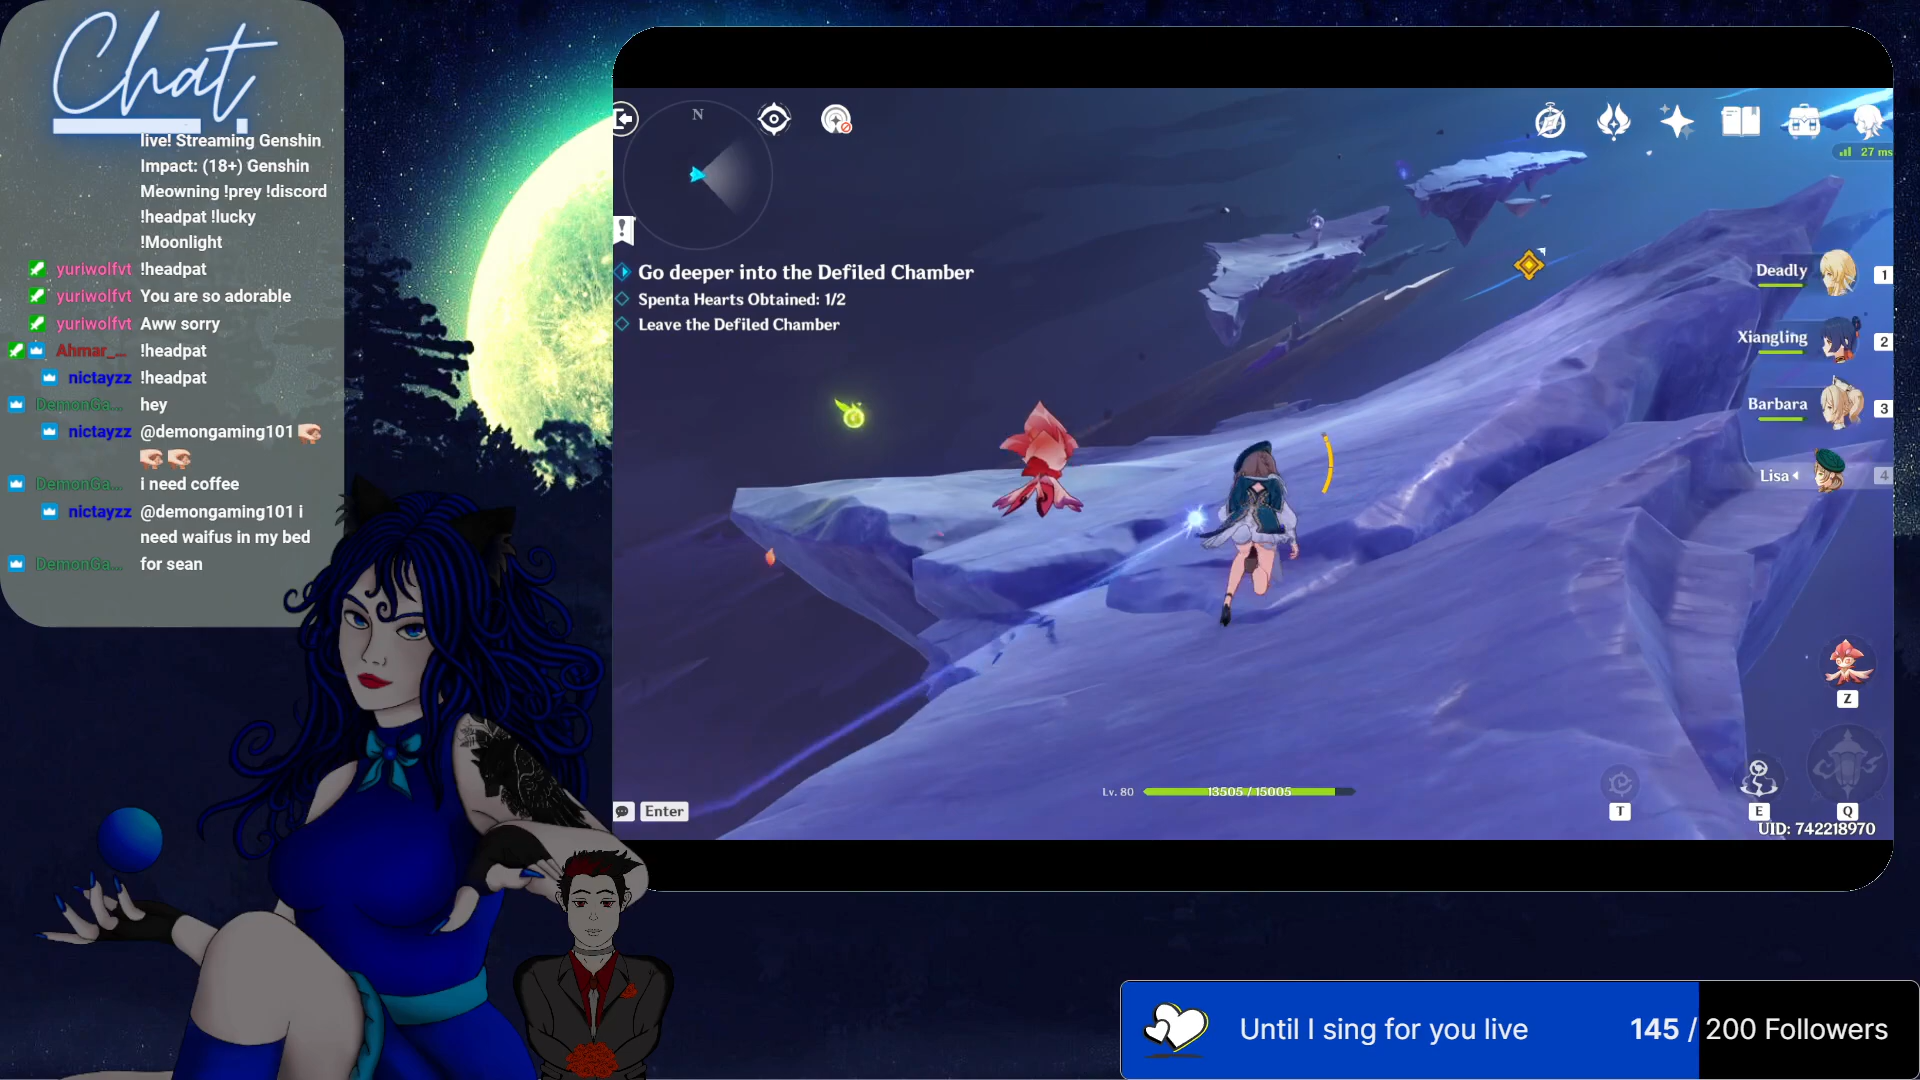 Chat
live! Streaming Genshin
Impact: (18+) Genshin
Meowning !prey !discord
!headpat !lucky
!Moonlight
yuriwolfvt !headpat
yuriwolfvt You are so adorable
yuriwolfvt Aww sorry
Ahmar_... !headpat
nictayzz !headpat
DemonGa... hey
nictayzz @demongaming101
DemonGa... i need coffee
nictayzz @demongaming101 i
need waifus in my bed
DemonGa... for sean
N
27 ms
Go deeper into the Defiled Chamber
Spenta Hearts Obtained: 1/2
Leave the Defiled Chamber
Deadly 1
Xiangling 2
Barbara 3
Lisa 4
Z
Lv. 80 13505 / 15005
Enter
T
E
Q
UID: 742218970
Until I sing for you live 145 / 200 Followers